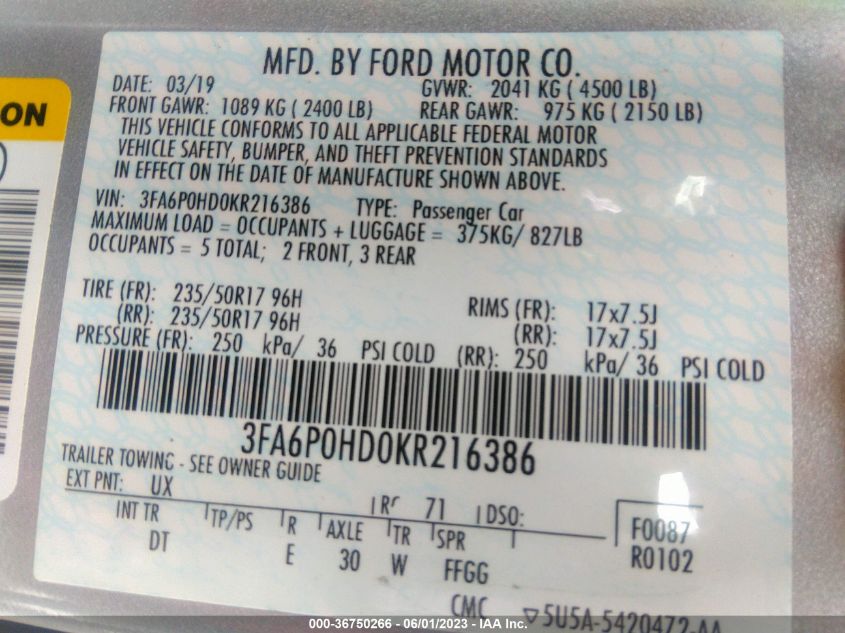 MFD. BY FORD MOTOR CO.
DATE: 03/19 GVWR: 2041 KG ( 4500 LB)
FRONT GAWR: 1089 KG ( 2400 LB) REAR GAWR: 975 KG ( 2150 LB)
THIS VEHICLE CONFORMS TO ALL APPLICABLE FEDERAL MOTOR
VEHICLE SAFETY, BUMPER, AND THEFT PREVENTION STANDARDS
IN EFFECT ON THE DATE OF MANUFACTURE SHOWN ABOVE.
VIN: 3FA6P0HD0KR216386 TYPE: Passenger Car
MAXIMUM LOAD = OCCUPANTS + LUGGAGE = 375KG/ 827LB
OCCUPANTS = 5 TOTAL; 2 FRONT, 3 REAR
TIRE (FR): 235/50R17 96H RIMS (FR): 17x7.5J
(RR): 235/50R17 96H (RR): 17x7.5J
PRESSURE (FR): 250 kPa/ 36 PSI COLD (RR): 250 kPa/ 36 PSI COLD
3FA6P0HD0KR216386
TRAILER TOWING - SEE OWNER GUIDE
EXT PNT: UX 71 DSO:
INT TR TP/PS R AXLE TR SPR F0087
DT E 30 W FFGG R0102
CMC ▽5U5A-5420472-AA
ON
000-36750266 - 06/01/2023 - IAA Inc.